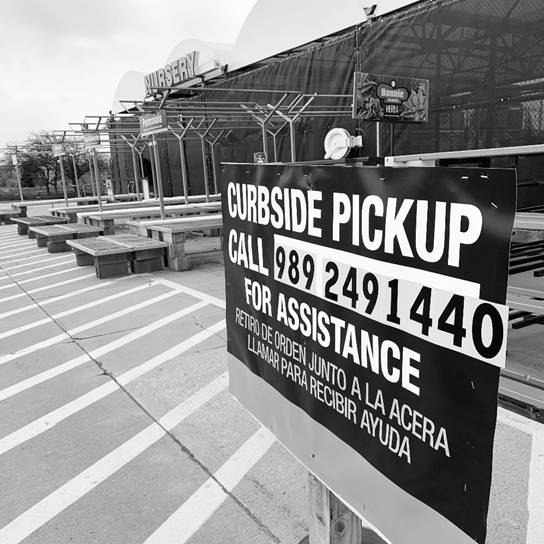 NURSERY
Bonnie
CURBSIDE PICKUP
CALL 989 2491440
FOR ASSISTANCE
RETIRO DE ORDEN JUNTO A LA ACERA
LLAMAR PARA RECIBIR AYUDA